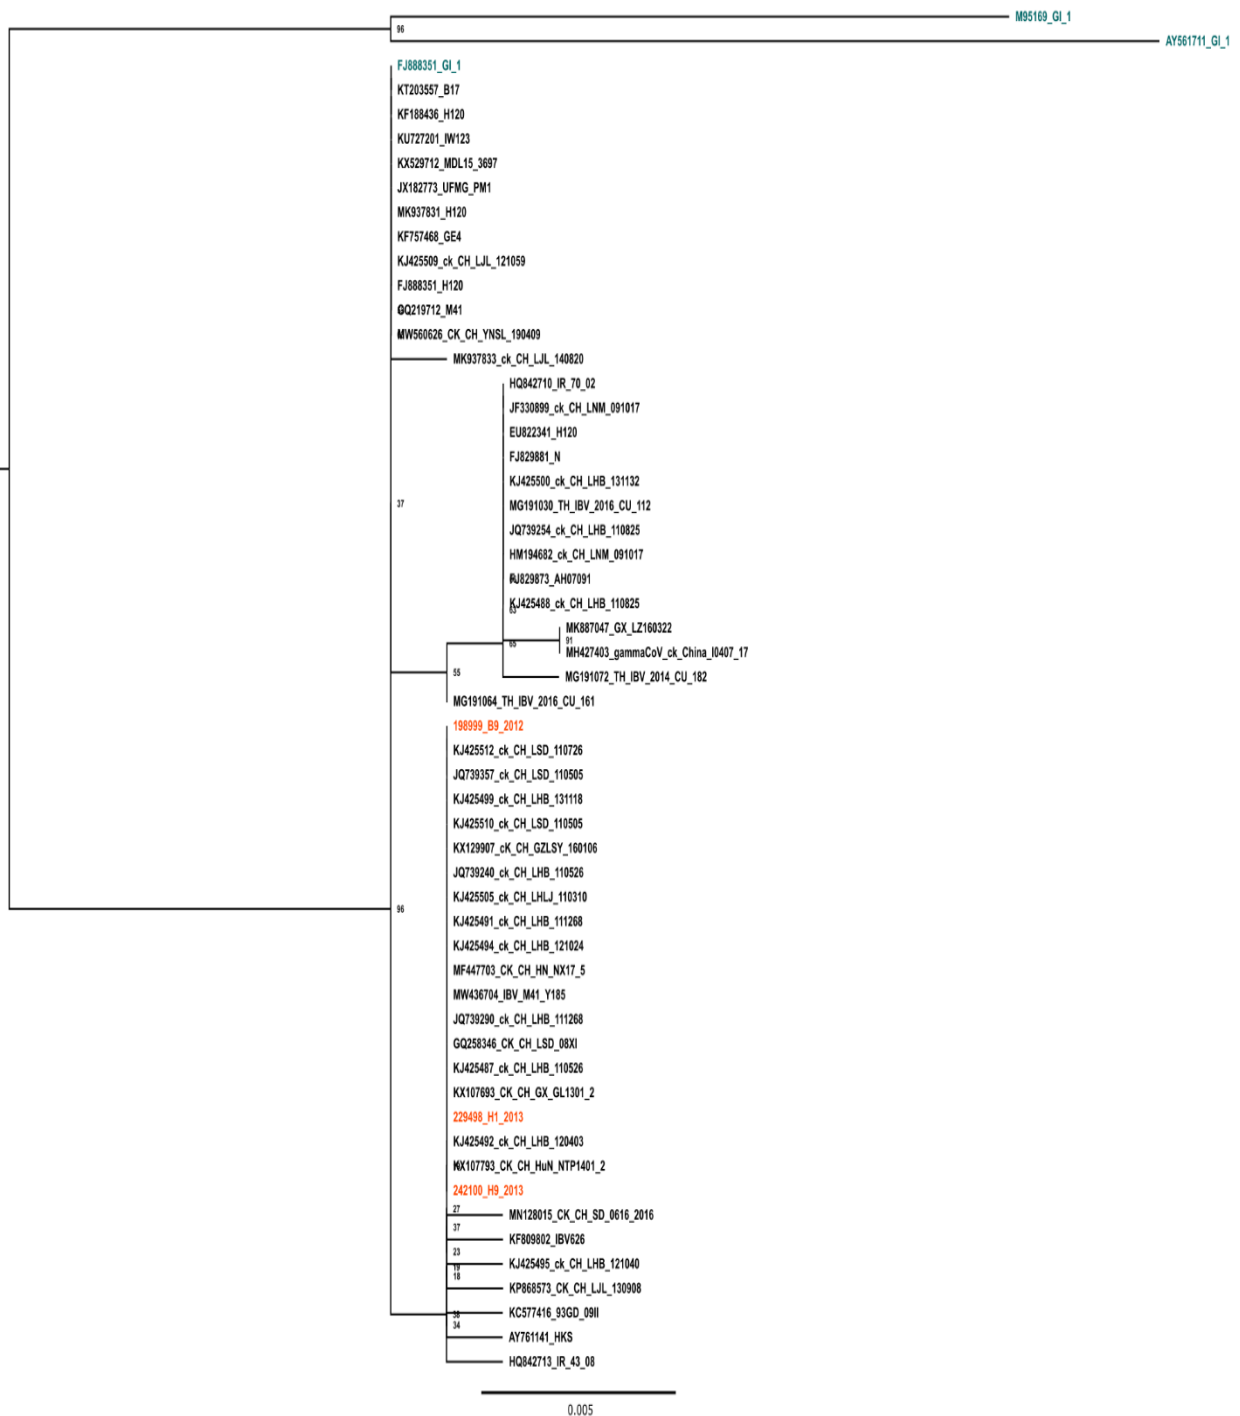 M95169_GI_1
96
AY561711_GI_1
FJ888351_GI_1
KT203557_B17
KF188436_H120
KU727201_IW123
KX529712_MDL15_3697
JX182773_UFMG_PM1
MK937831_H120
KF757468_GE4
KJ425509_ck_CH_LJL_121059
FJ888351_H120
GQ219712_M41
MW560626_CK_CH_YNSL_190409
MK937833_ck_CH_LJL_140820
HQ842710_IR_70_02
JF330899_ck_CH_LNM_091017
EU822341_H120
FJ829881_N
KJ425500_ck_CH_LHB_131132
37
MG191030_TH_IBV_2016_CU_112
JQ739254_ck_CH_LHB_110825
HM194682_ck_CH_LNM_091017
FJ829873_AH07091
KJ425488_ck_CH_LHB_110825
63
MK887047_GX_LZ160322
65
91
MH427403_gammaCoV_ck_China_I0407_17
55
MG191072_TH_IBV_2014_CU_182
MG191064_TH_IBV_2016_CU_161
198999_B9_2012
KJ425512_ck_CH_LSD_110726
JQ739357_ck_CH_LSD_110505
KJ425499_ck_CH_LHB_131118
KJ425510_ck_CH_LSD_110505
KX129907_cK_CH_GZLSY_160106
JQ739240_ck_CH_LHB_110526
KJ425505_ck_CH_LHLJ_110310
96
KJ425491_ck_CH_LHB_111268
KJ425494_ck_CH_LHB_121024
MF447703_CK_CH_HN_NX17_5
MW436704_IBV_M41_Y185
JQ739290_ck_CH_LHB_111268
GQ258346_CK_CH_LSD_08XI
KJ425487_ck_CH_LHB_110526
KX107693_CK_CH_GX_GL1301_2
229498_H1_2013
KJ425492_ck_CH_LHB_120403
KX107793_CK_CH_HuN_NTP1401_2
242100_H9_2013
27
MN128015_CK_CH_SD_0616_2016
37
KF809802_IBV626
23
KJ425495_ck_CH_LHB_121040
19
18
KP868573_CK_CH_LJL_130908
KC577416_93GD_09II
34
AY761141_HKS
HQ842713_IR_43_08
0.005